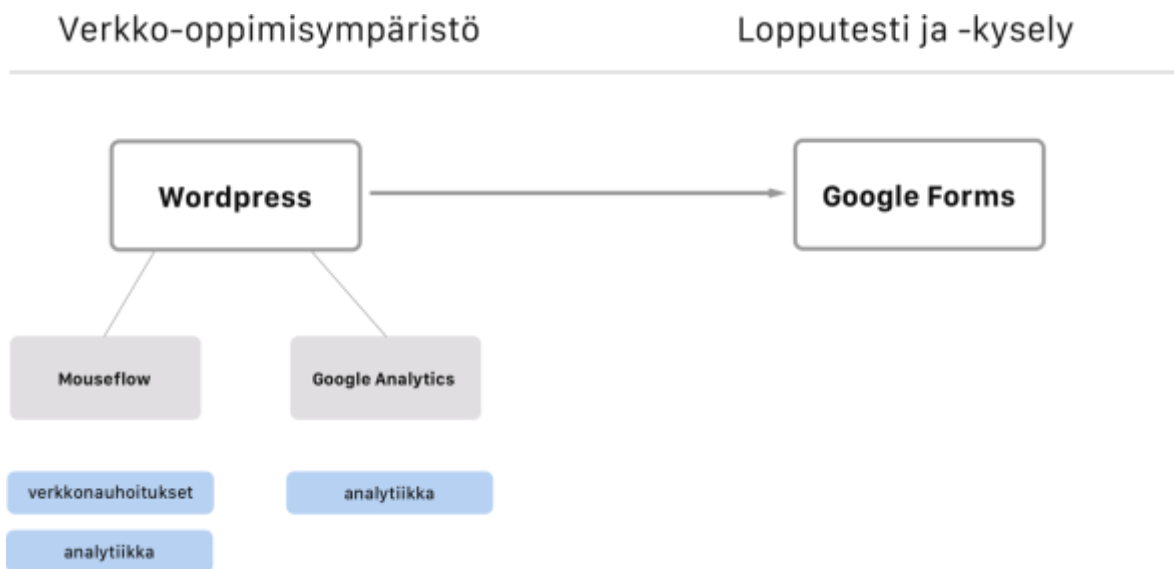 Verkko-oppimisympäristö
Lopputesti ja -kysely
Wordpress
Google Forms
Mouseflow
Google Analytics
verkkonauhoitukset
analytiikka
analytiikka